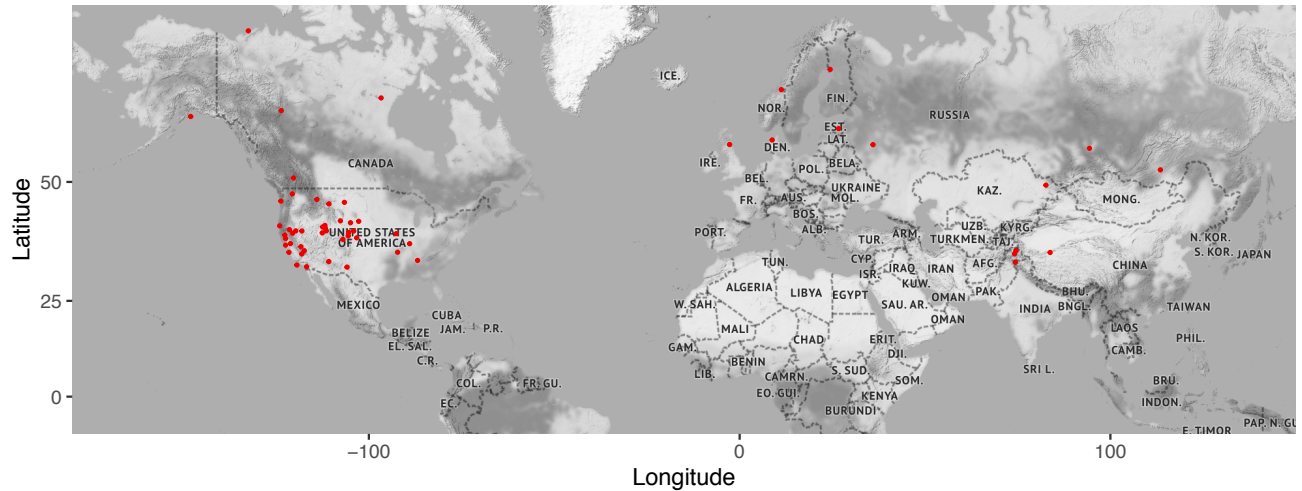 ICE.
NOR.
FIN.
RUSSIA
EST.
LAT.
CANADA
IRE.
DEN.
BEL.
POL.
BELA.
UKRAINE
MOL.
KAZ.
MONG.
FR.
AUS.
BOS.
ALB.
UNITED STATES
OF AMERICA
PORT.
TUR.
ARM.
UZB.
TURKMEN.
KYRG.
TAJ.
N. KOR.
S. KOR.
JAPAN
TUN.
CYP.
ISR.
IRAQ
KUW.
IRAN
AFG.
PAK.
CHINA
MEXICO
CUBA
JAM.
P.R.
BELIZE
EL. SAL.
C.R.
W. SAH.
ALGERIA
LIBYA
EGYPT
SAU. AR.
OMAN
OMAN
INDIA
BHU.
BNGL.
TAIWAN
MALI
CHAD
ERIT.
DJI.
LAOS
CAMB.
PHIL.
GAM.
LIB.
BENIN
CAMRN.
S. SUD.
SOM.
SRI L.
COL.
FR. GU.
EC.
EQ. GUI.
KENYA
BURUNDI
BRU.
INDON.
E. TIMOR
PAP. N. GU
50
25
0
Latitude
−100
0
100
Longitude